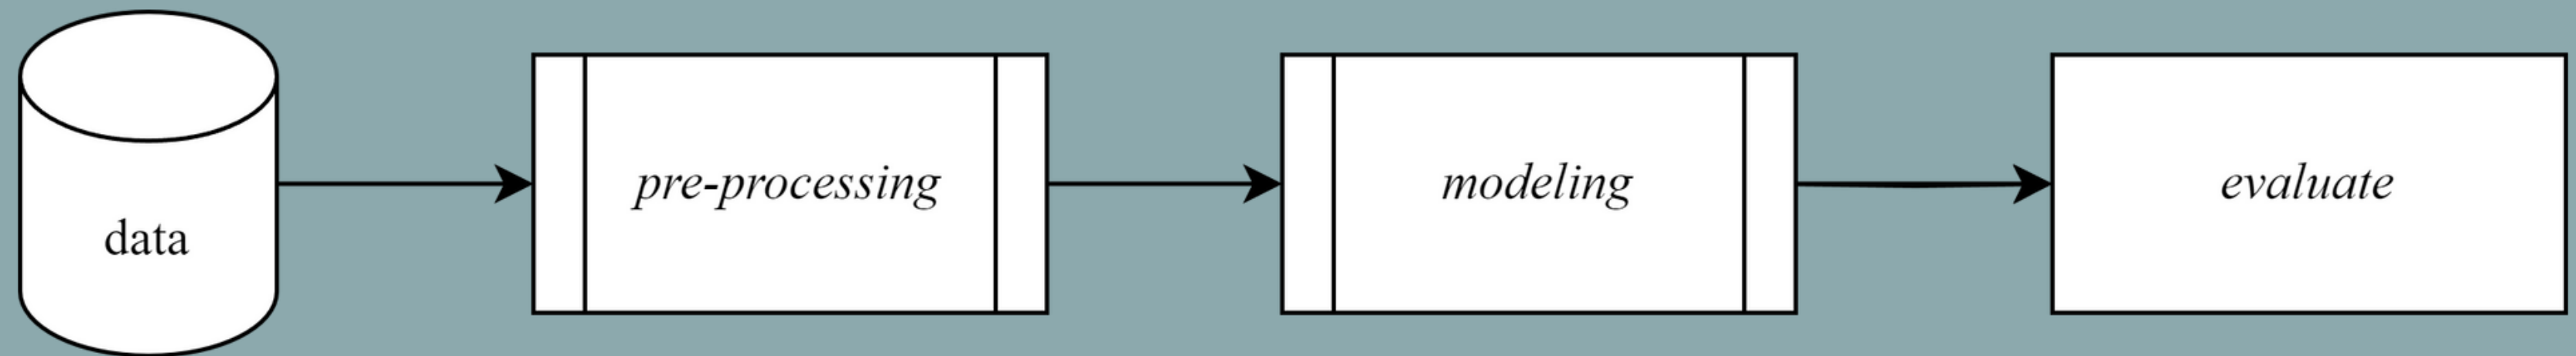 data
pre-processing
modeling
evaluate